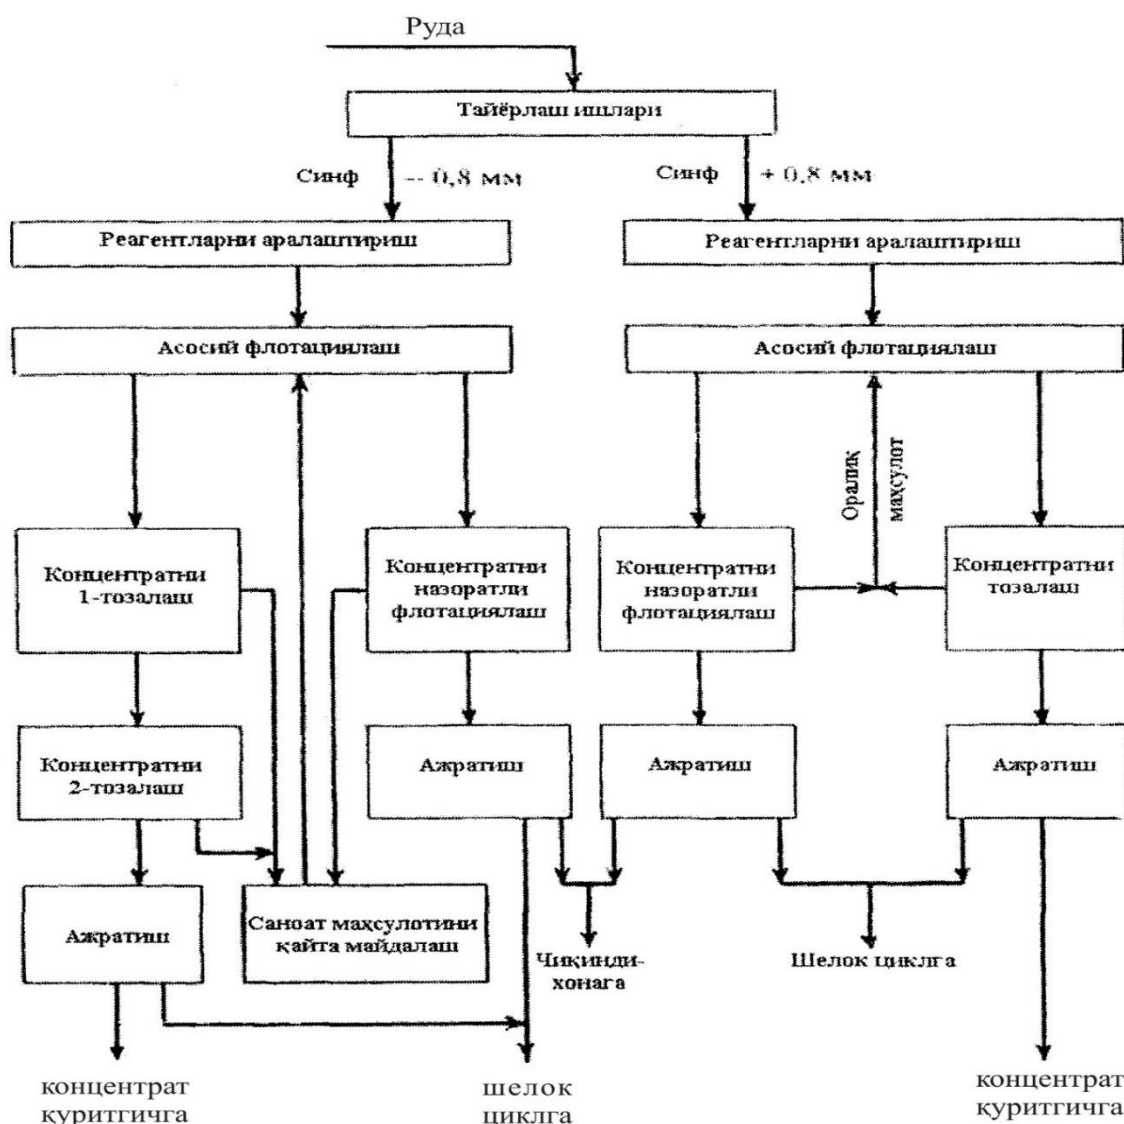 Руда
Тайёрлаш ишлари
Синф -- 0,8 мм
Синф + 0,8 мм
Реагентларни аралаштириш
Реагентларни аралаштириш
Асосий флотациялаш
Асосий флотациялаш
Оралиқ
маҳсулот
Концентратни
1-тозалаш
Концентратни
назоратли
флотациялаш
Концентратни
назоратли
флотациялаш
Концентратни
тозалаш
Концентратни
2-тозалаш
Ажратиш
Ажратиш
Ажратиш
Ажратиш
Саноат маҳсулотини
қайта майдалаш
Чиқинди-
хонага
Шелок циклга
концентрат
қуритгичга
шелок
циклга
концентрат
қуритгичга